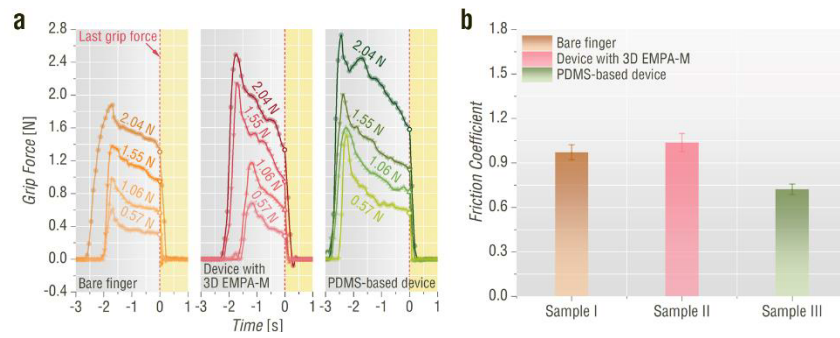 a
2.8
2.4
2.0
1.6
1.2
0.8
0.4
0.0
-0.4
Grip Force [N]
Last grip force
2.04 N
1.55 N
1.06 N
0.57 N
Bare finger
2.04 N
1.55 N
1.06 N
0.57 N
Device with
3D EMPA-M
2.04 N
1.55 N
1.06 N
0.57 N
PDMS-based device
-3 -2 -1 0 1
-3 -2 -1 0 1
-3 -2 -1 0 1
Time [s]
b
1.8
1.5
1.2
0.9
0.6
0.3
0.0
Friction Coefficient
Bare finger
Device with 3D EMPA-M
PDMS-based device
Sample I
Sample II
Sample III